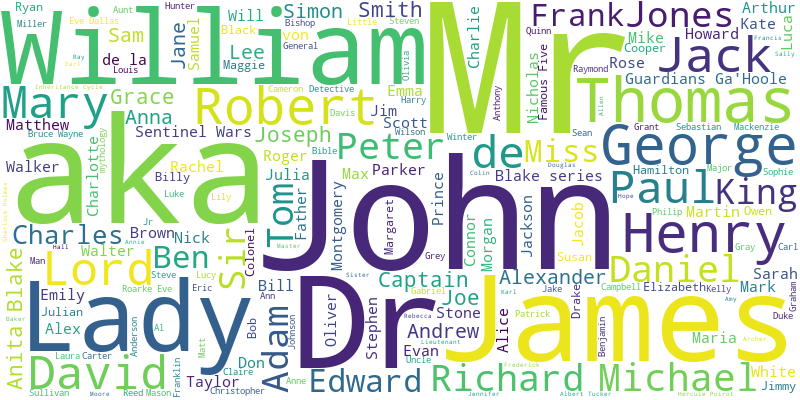 Ryan
Aunt
Hunter
William
Mr
Simon
Smith
Frank
Jones
Arthur
Kate
Miller
Eve Dallas
Will
Bishop
Little
Steven
Jack
Sam
Samuel
Jane
Black
Charlie
Mike
Howard
Quinn
Francis
Sally
Luca
Lee
von
General
Olivia
Cooper
Rose
Ray
Earl
de la
Louis
Maggie
Nicholas
Famous Five
Raymond
Guardians Ga'Hoole
Inheritance Cycle
Cameron
Detective
Emma
Harry
Anthony
Allen
Thomas
Mary
Grace
Robert
Davis
Jim
Matthew
Anna
Scott
Wilson
Winter
Sean
Grant
Sebastian
Mackenzie
Bruce Wayne
Sentinel Wars
Joseph
Peter
de
Miss
Douglas
George
aka
John
Walker
Charlotte
mythology
Rachel
Roger
Bible
Colin
Hamilton
Major
Sophie
Billy
Julia
Max
Parker
Blake series
Paul
King
Luke
Lily
Tom
Father
Montgomery
Margaret
Prince
Connor
Morgan
Jackson
Jacob
Hope
Philip
Martin
Owen
Sherlock Holmes
Jr
Charles
Brown
Nick
Sir
Colonel
Grey
Susan
Henry
Gray
Carl
Hall
Annie
Walter
Man
Lord
Ben
Master
Captain
Alexander
Daniel
Sarah
Steve
Lucy
Sister
Gabriel
Karl
Jake
Drake
Campbell
Elizabeth
Kelly
Mark
Anita Blake
Emily
Roarke Eve
Eric
Bill
Ann
Dr
Joe
Stone
James
Amy
Duke
Graham
Lady
Julian
Al
Bob
Adam
Johnson
Oliver
Stephen
Rebecca
Andrew
Alice
Patrick
Benjamin
Maria
Archer
Baker
Alex
Anderson
Matt
Don
Lieutenant
Evan
Laura
Carter
Claire
Uncle
White
David
Franklin
Taylor
Anne
Edward
Frederick
Richard
Michael
Jimmy
Sullivan
Moore
Reed
Mason
Christopher
Jennifer
Albert Tucker
Hercule Poirot